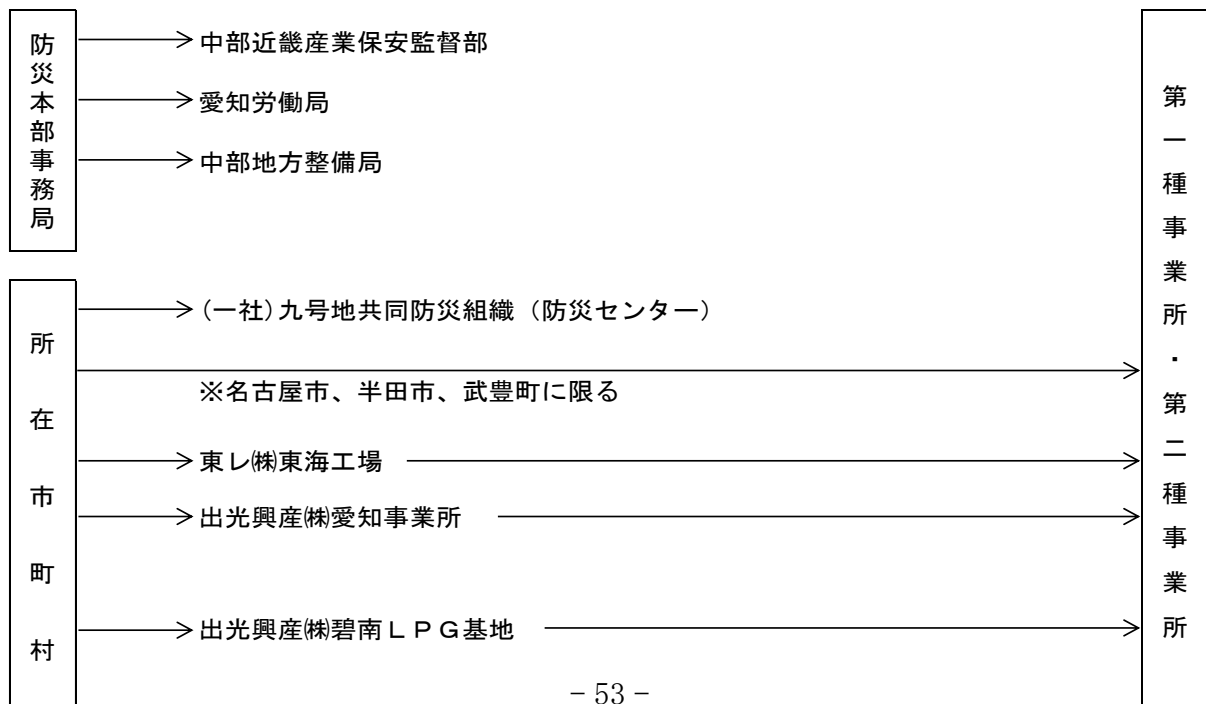 防災本部事務局
中部近畿産業保安監督部
愛知労働局
中部地方整備局
所在市町村
(一社)九号地共同防災組織（防災センター）
※名古屋市、半田市、武豊町に限る
東レ㈱東海工場
出光興産㈱愛知事業所
出光興産㈱碧南ＬＰＧ基地
第一種事業所・第二種事業所
－53－